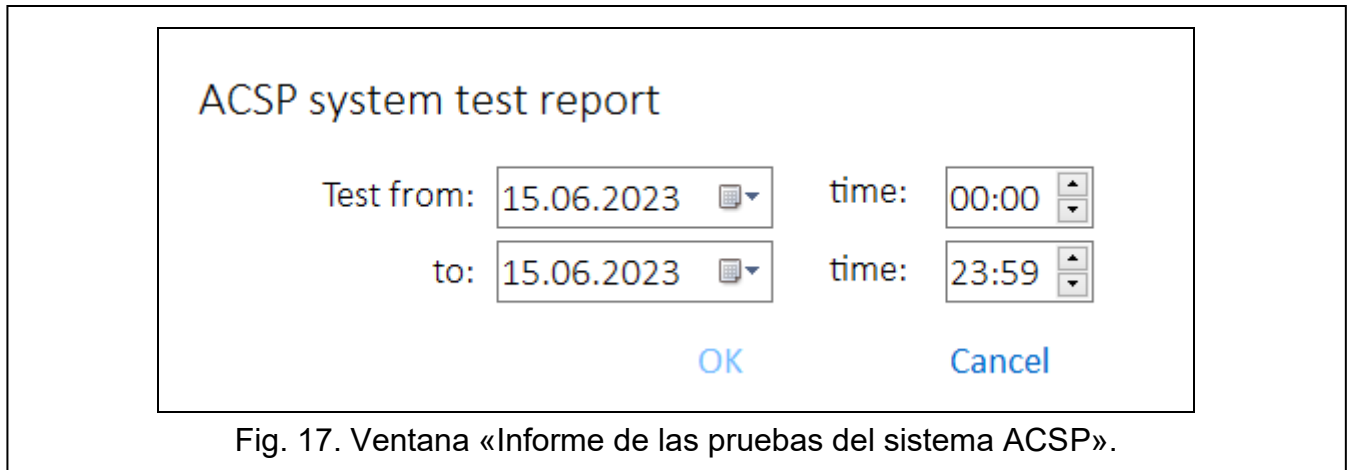 ACSP system test report
Test from: 15.06.2023 time: 00:00
to: 15.06.2023 time: 23:59
OK Cancel
Fig. 17. Ventana «Informe de las pruebas del sistema ACSP».